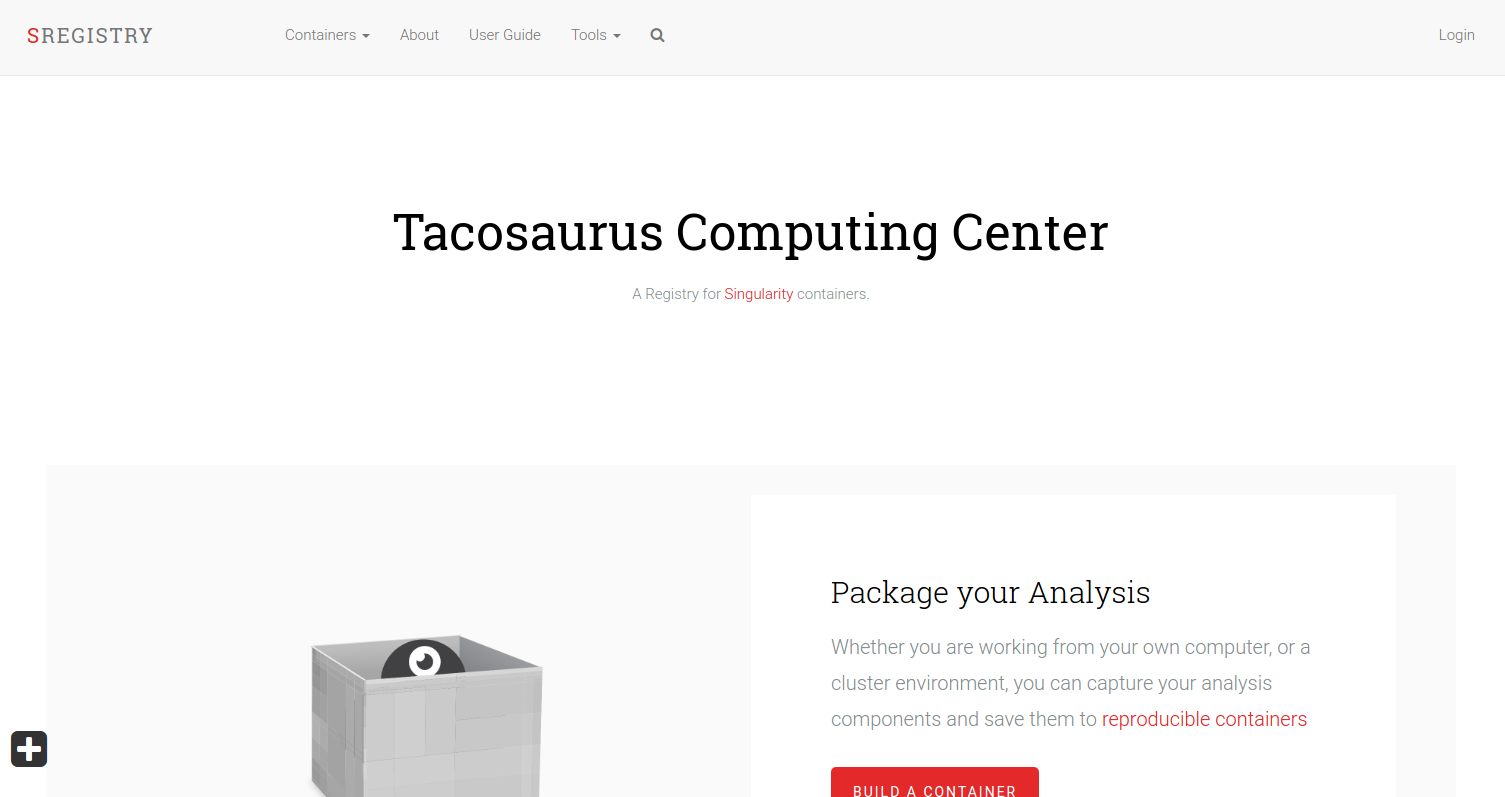 SREGISTRY
Containers
About
User Guide
Tools
Login
Tacosaurus Computing Center
A Registry for Singularity containers.
Package your Analysis
Whether you are working from your own computer, or a
cluster environment, you can capture your analysis
components and save them to reproducible containers
BUILD A CONTAINER